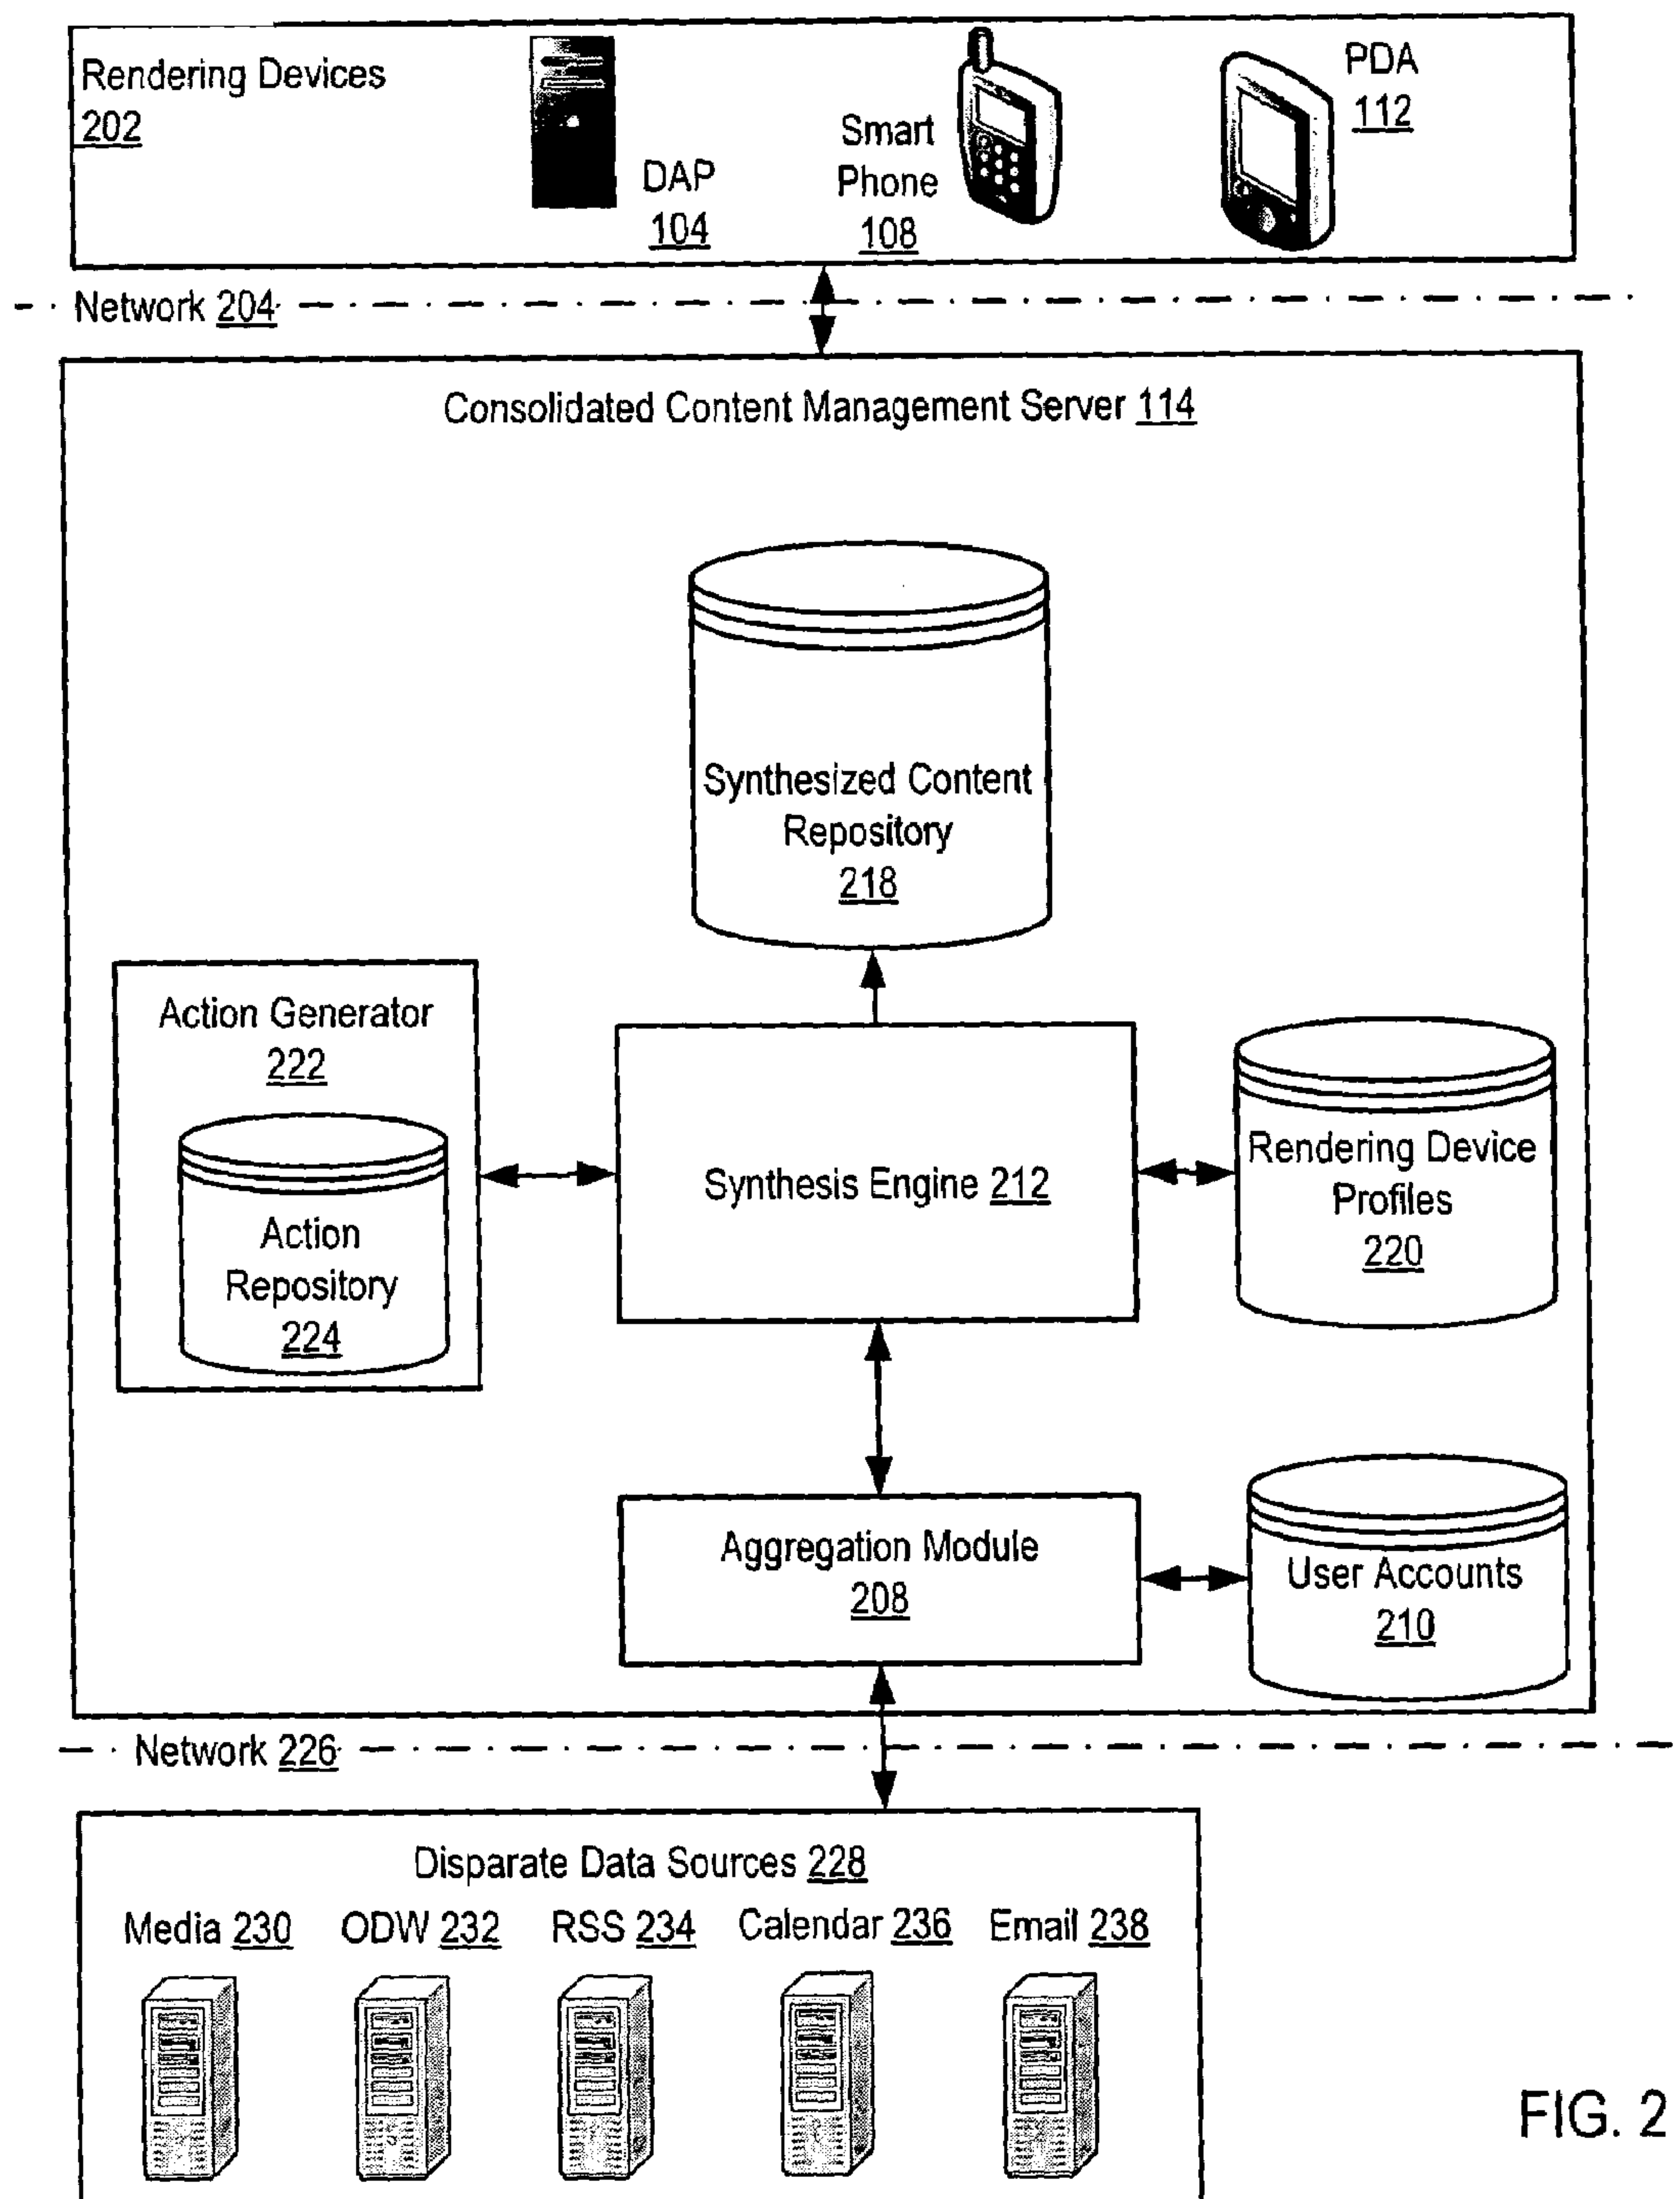 Rendering Devices
202
DAP
104
Smart
Phone
108
PDA
112
Network 204
Consolidated Content Management Server 114
Synthesized Content
Repository
218
Action Generator
222
Action
Repository
224
Synthesis Engine 212
Rendering Device
Profiles
220
Aggregation Module
208
User Accounts
210
Network 226
Disparate Data Sources 228
Media 230 ODW 232 RSS 234 Calendar 236 Email 238
FIG. 2